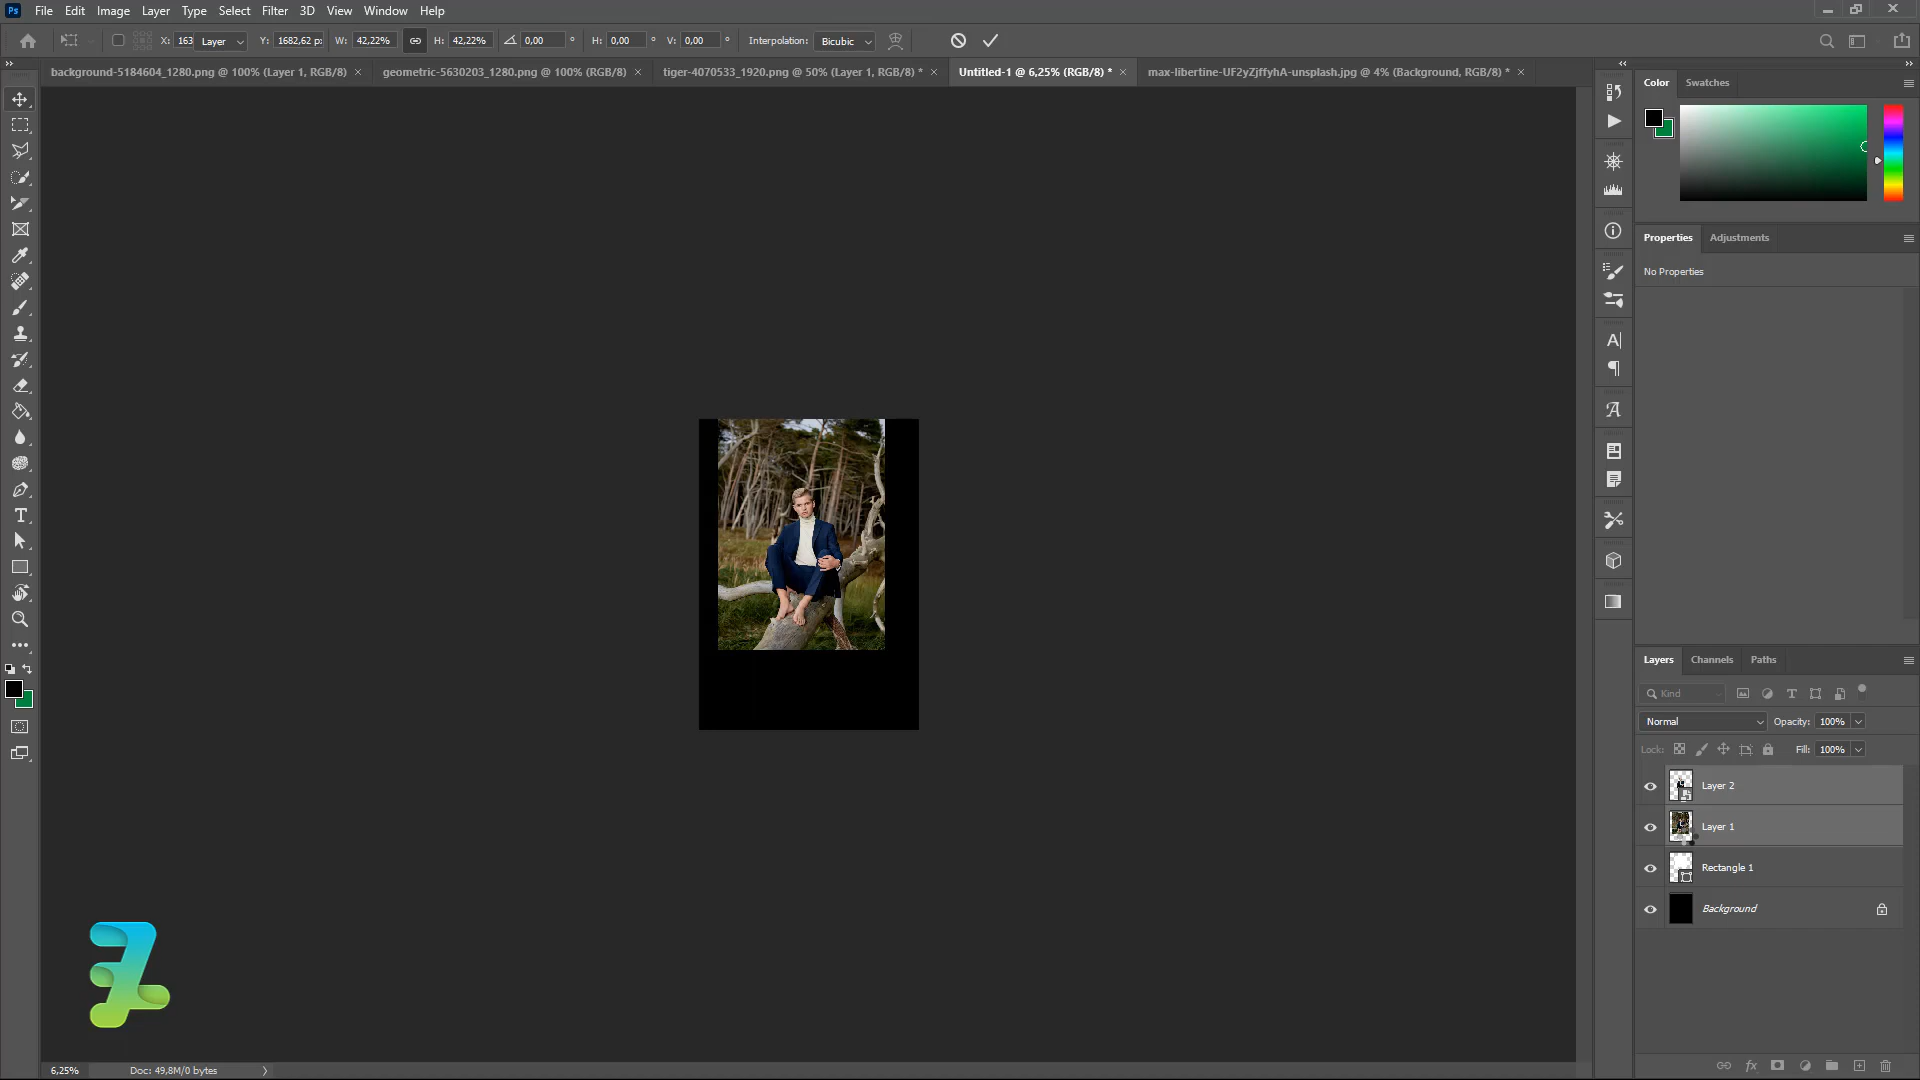 Ps File Edit Image Layer Type Select Filter 3D View Window Help
X: 163 Layer Y: 1682,62 p: W: 42,22% H: 42,22% 0,00 ° H: 0,00 ° V: 0,00 ° Interpolation: Bicubic
background-5184604_1280.png @ 100% (Layer 1, RGB/8) × geometric-5630203_1280.png @ 100% (RGB/8) × tiger-4070533_1920.png @ 50% (Layer 1, RGB/8) * × Untitled-1 @ 6,25% (RGB/8) * × max-libertine-UF2yZjffyhA-unsplash.jpg @ 4% (Background, RGB/8) * ×
Color Swatches
Properties Adjustments
No Properties
Layers Channels Paths
Kind
Normal Opacity: 100%
Lock: Fill: 100%
Layer 2
Layer 1
Rectangle 1
Background
6,25% Doc: 49,8M/0 bytes